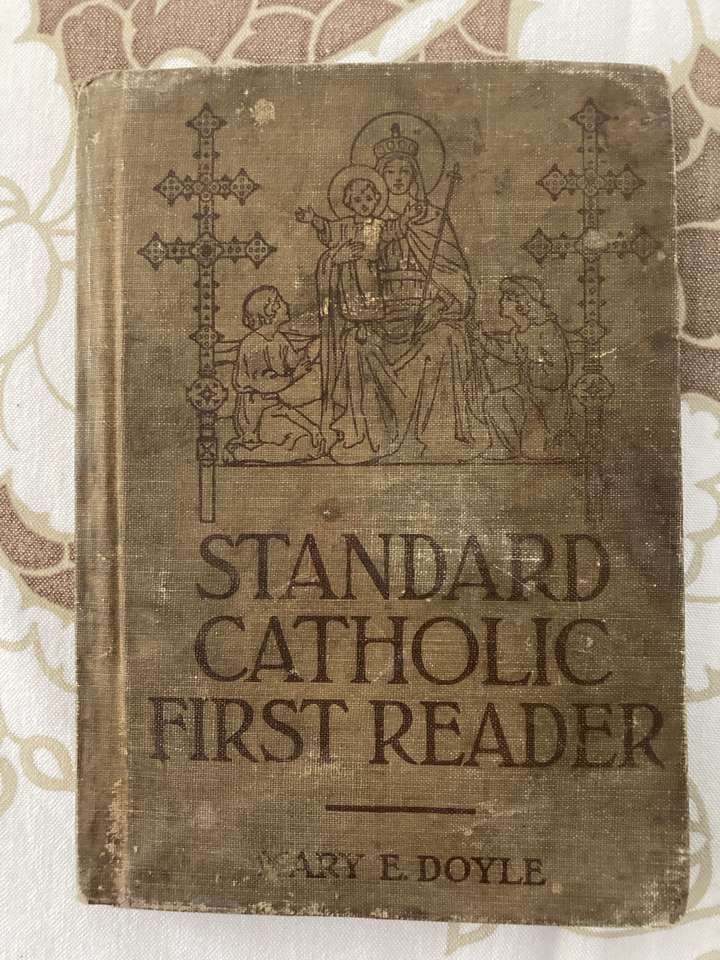 STANDARD
CATHOLIC
FIRST READER
MARY E. DOYLE